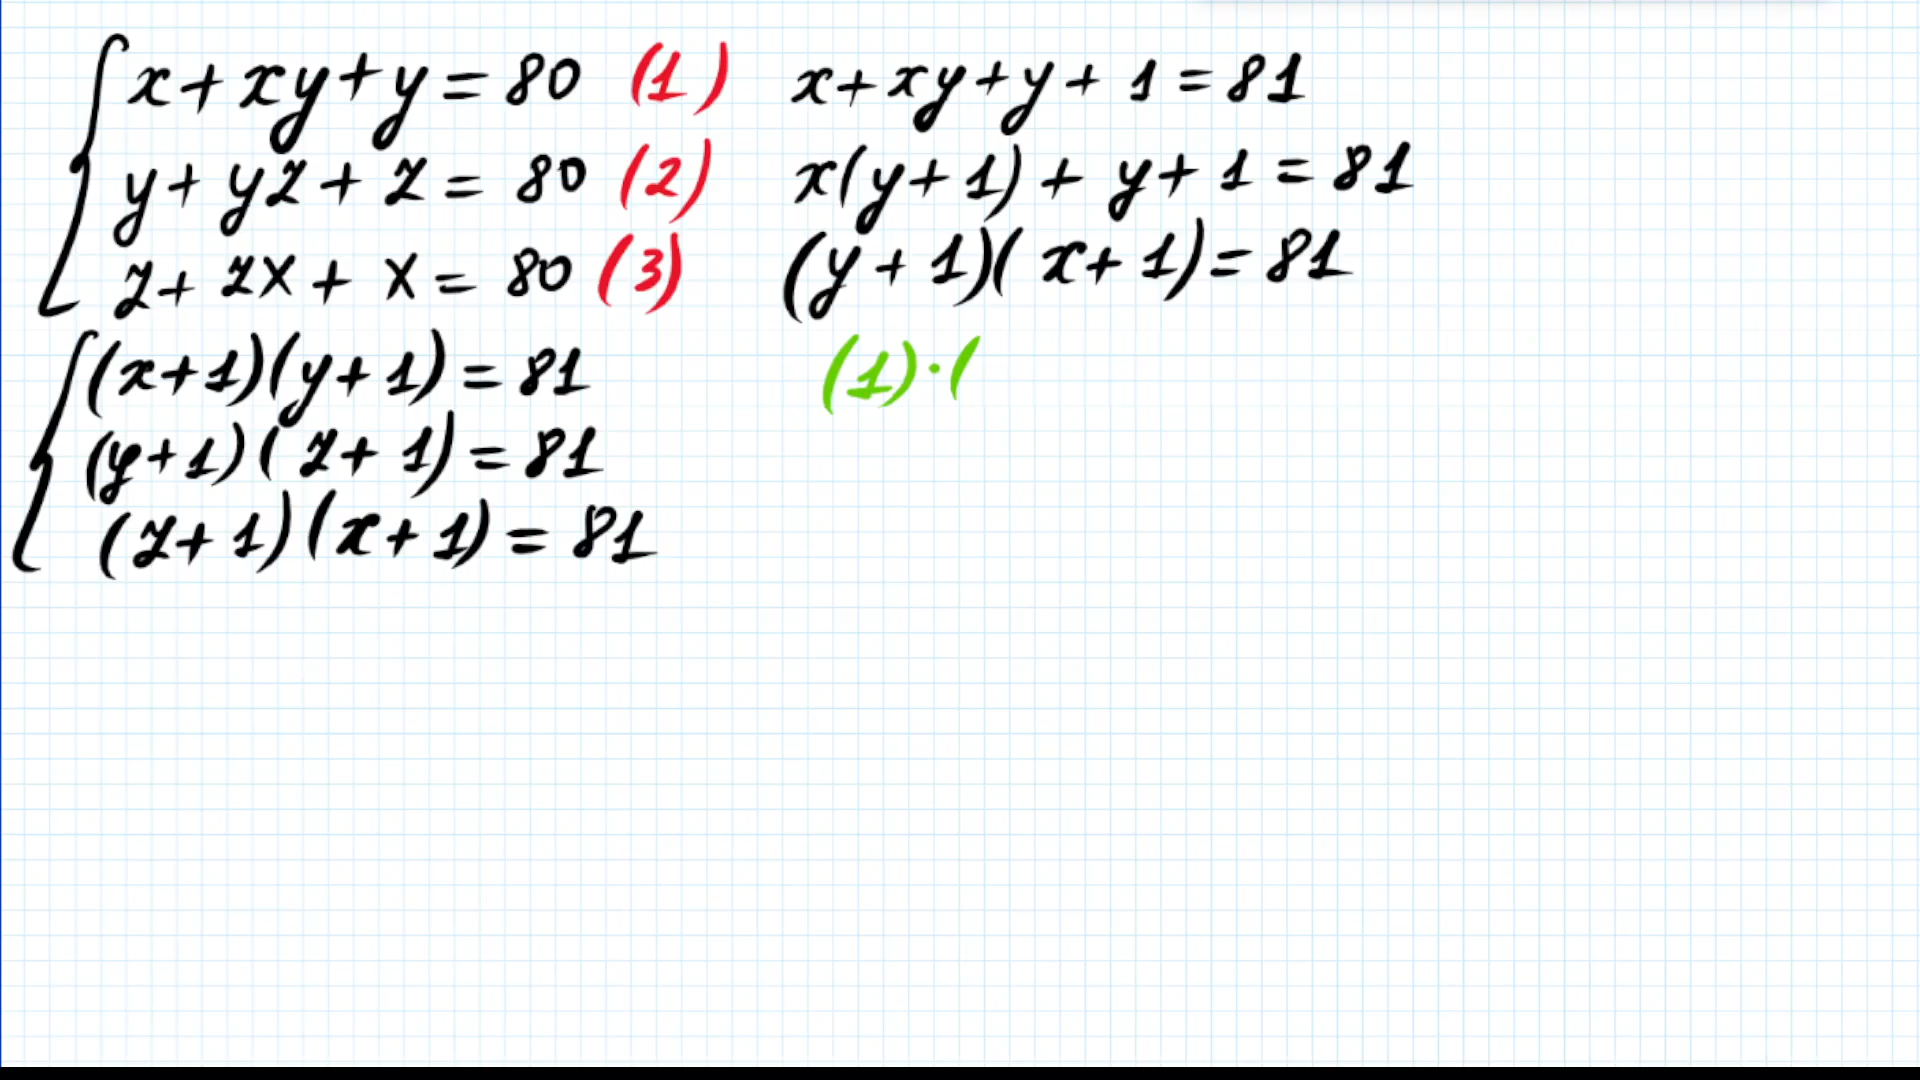 x + xy + y = 80 (1)
y + yz + z = 80 (2)
z + zx + x = 80 (3)
x + xy + y + 1 = 81
x(y + 1) + y + 1 = 81
(y + 1)(x + 1) = 81
(x + 1)(y + 1) = 81
(y + 1)(z + 1) = 81
(z + 1)(x + 1) = 81
(1) · (